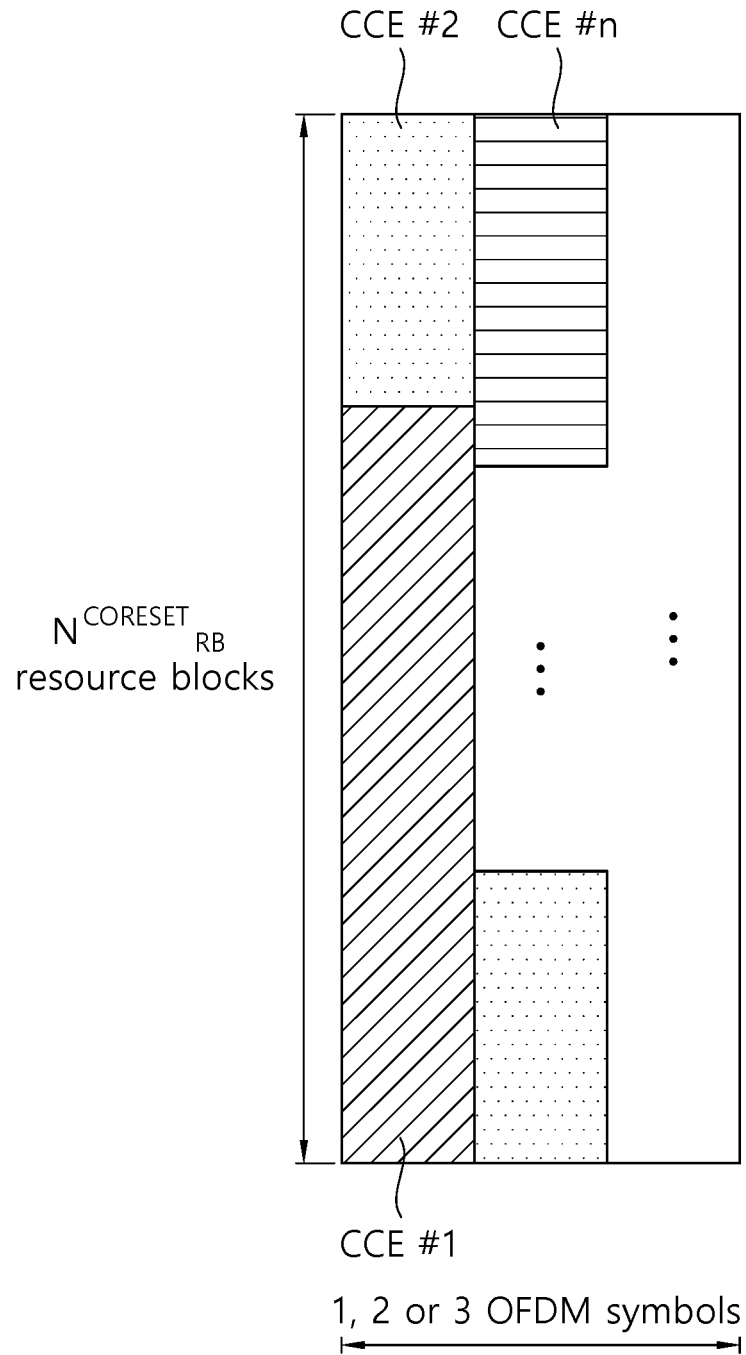 CCE #2 CCE #n
N^CORESET_RB
resource blocks
CCE #1
1, 2 or 3 OFDM symbols